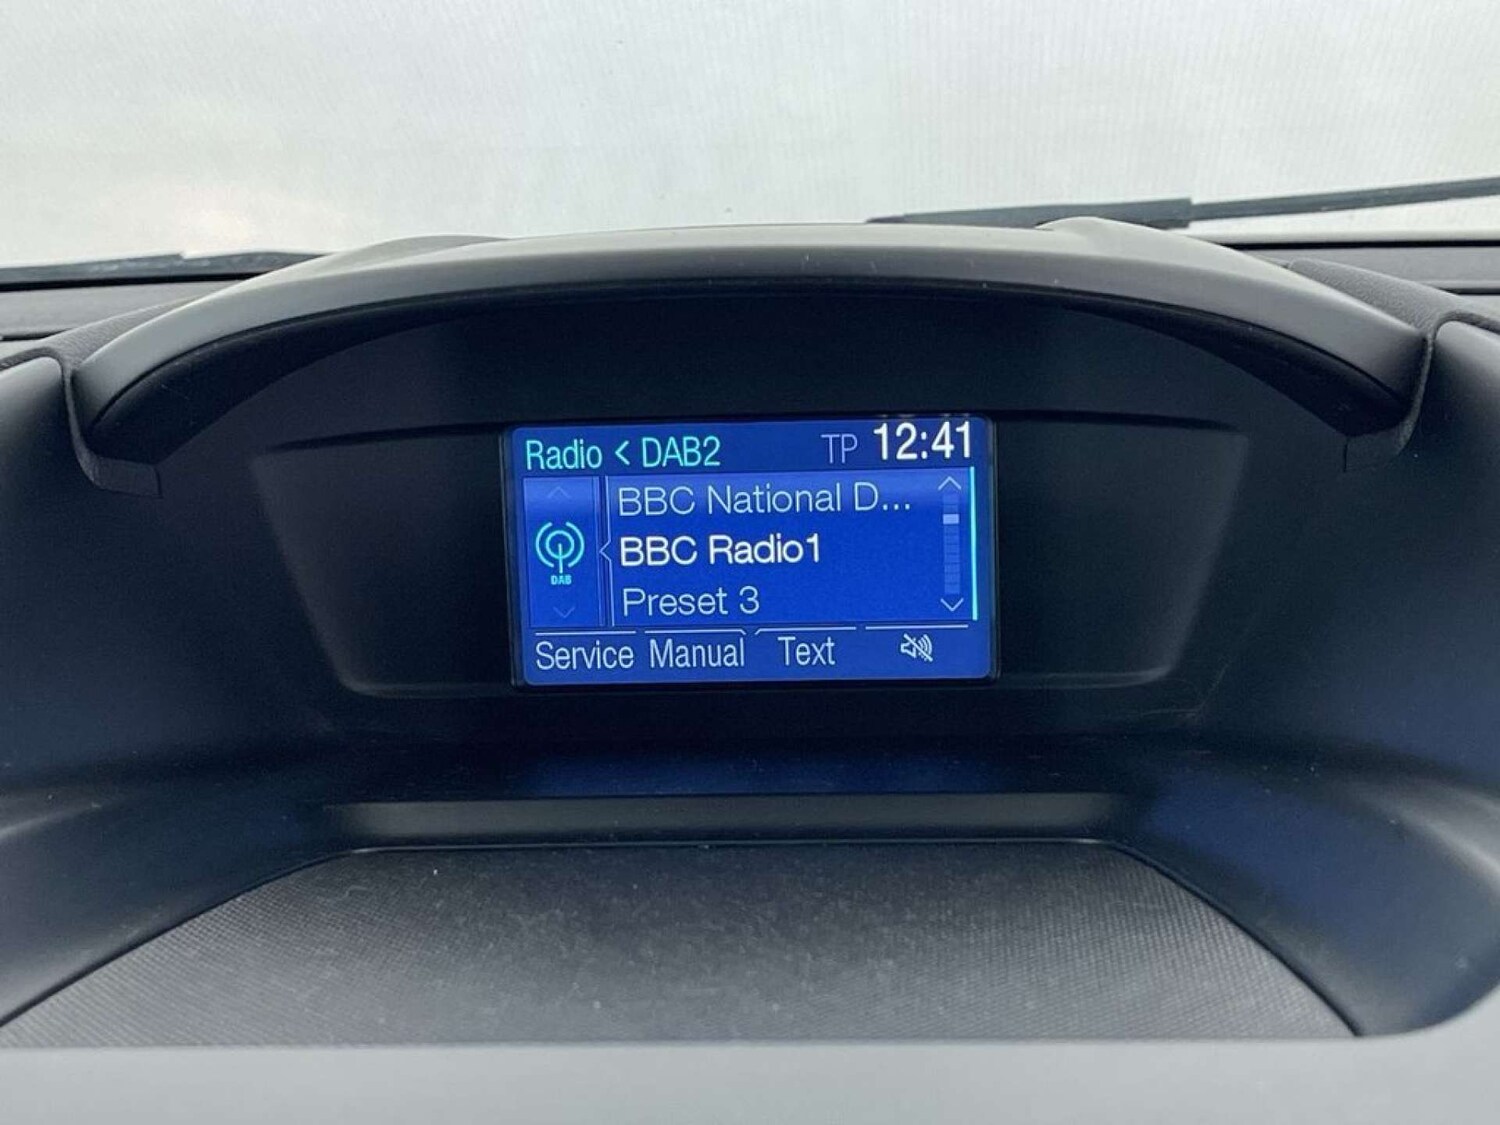 Radio < DAB2 TP 12:41
BBC National D...
BBC Radio1
DAB
Preset 3
Service Manual Text